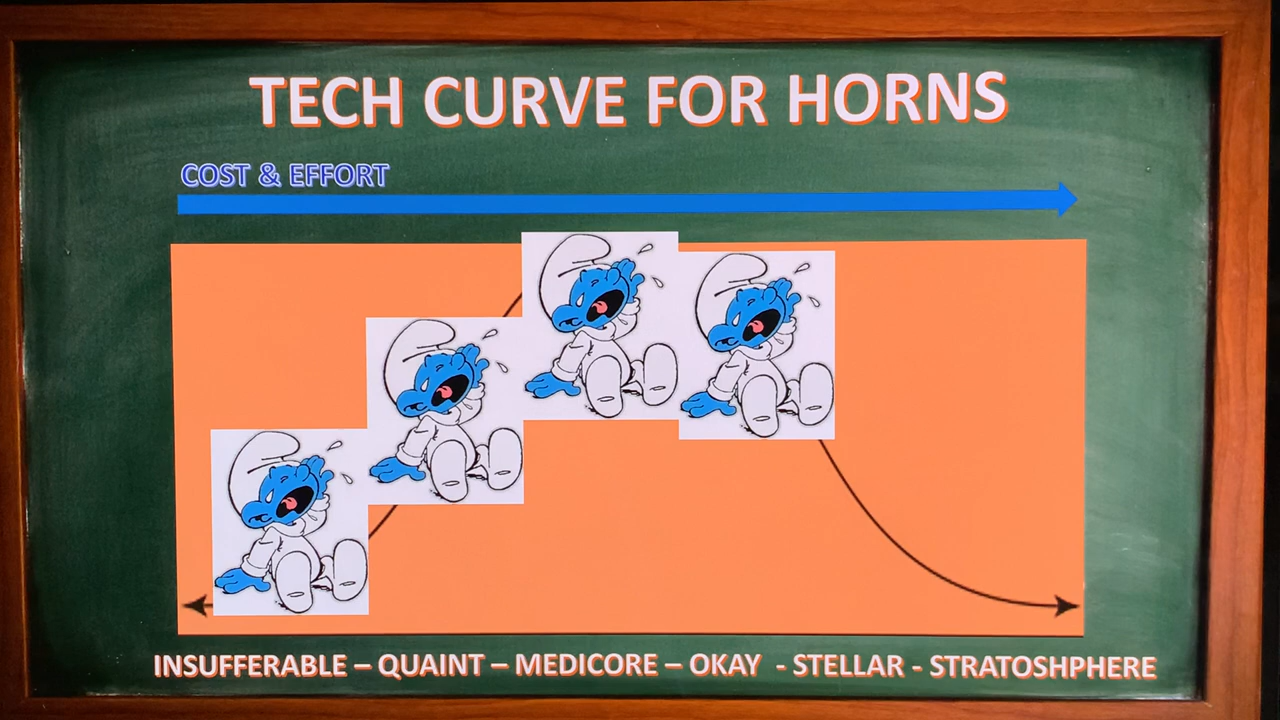 TECH CURVE FOR HORNS
COST & EFFORT
INSUFFERABLE – QUAINT – MEDICORE – OKAY - STELLAR - STRATOSHPHERE